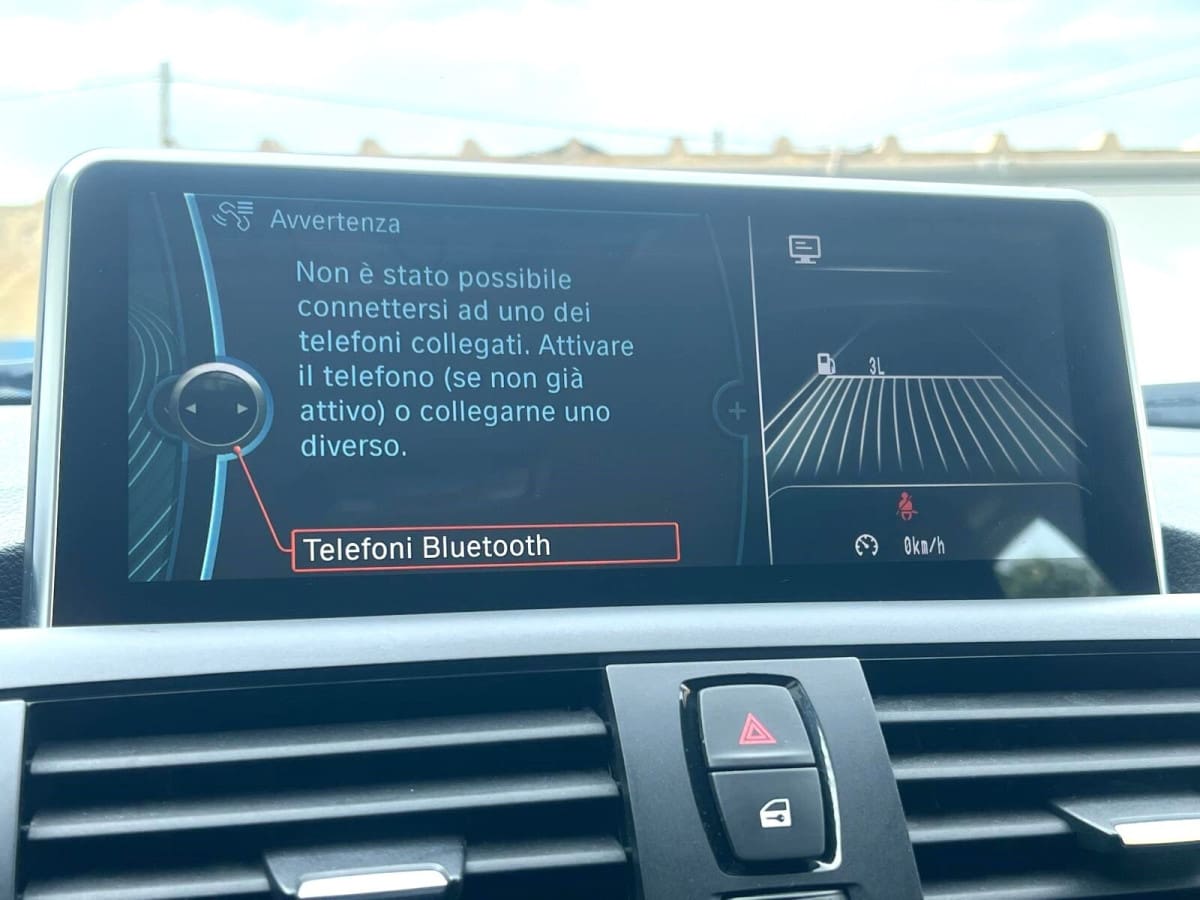 Avvertenza
Non è stato possibile
connettersi ad uno dei
telefoni collegati. Attivare
il telefono (se non già
attivo) o collegarne uno
diverso.
Telefoni Bluetooth
3L
0km/h